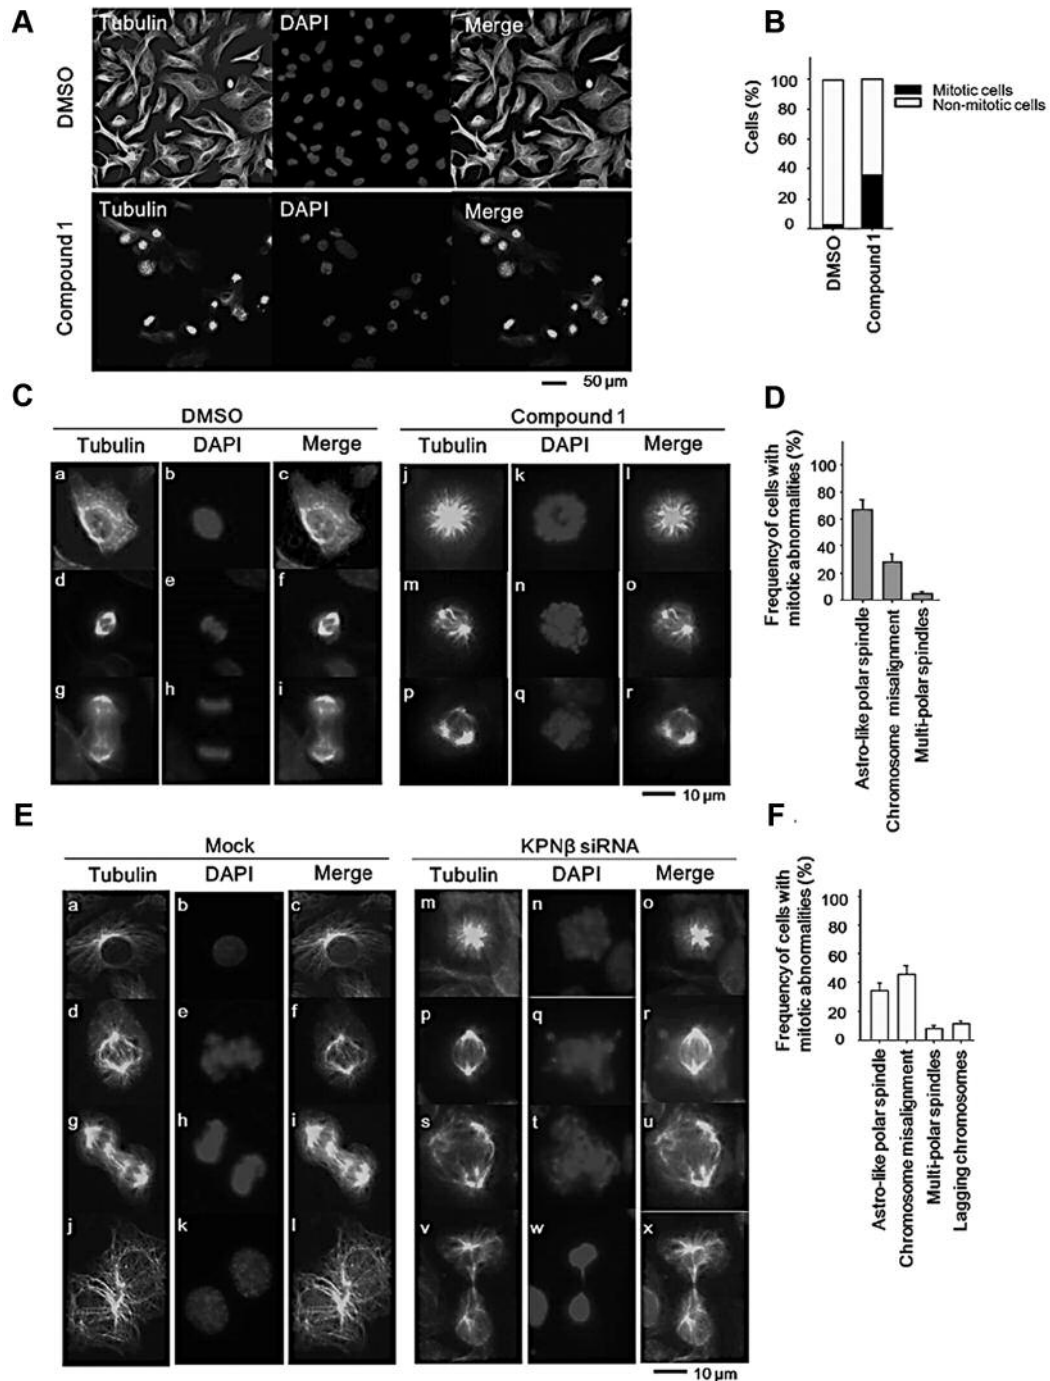 A
Tubulin DAPI Merge
DMSO
Tubulin DAPI Merge
Compound 1
50 µm
B
Cells (%)
100
80
60
40
20
0
Mitotic cells
Non-mitotic cells
DMSO
Compound 1
C
DMSO Compound 1
Tubulin DAPI Merge Tubulin DAPI Merge
a b c j k l
d e f m n o
g h i p q r
10 µm
D
Frequency of cells with
mitotic abnormalities (%)
100
80
60
40
20
0
Astro-like polar spindle
Chromosome misalignment
Multi-polar spindles
E
Mock KPNβ siRNA
Tubulin DAPI Merge Tubulin DAPI Merge
a b c m n o
d e f p q r
g h i s t u
j k l v w x
10 µm
F
Frequency of cells with
mitotic abnormalities (%)
100
80
60
40
20
0
Astro-like polar spindle
Chromosome misalignment
Multi-polar spindles
Lagging chromosomes